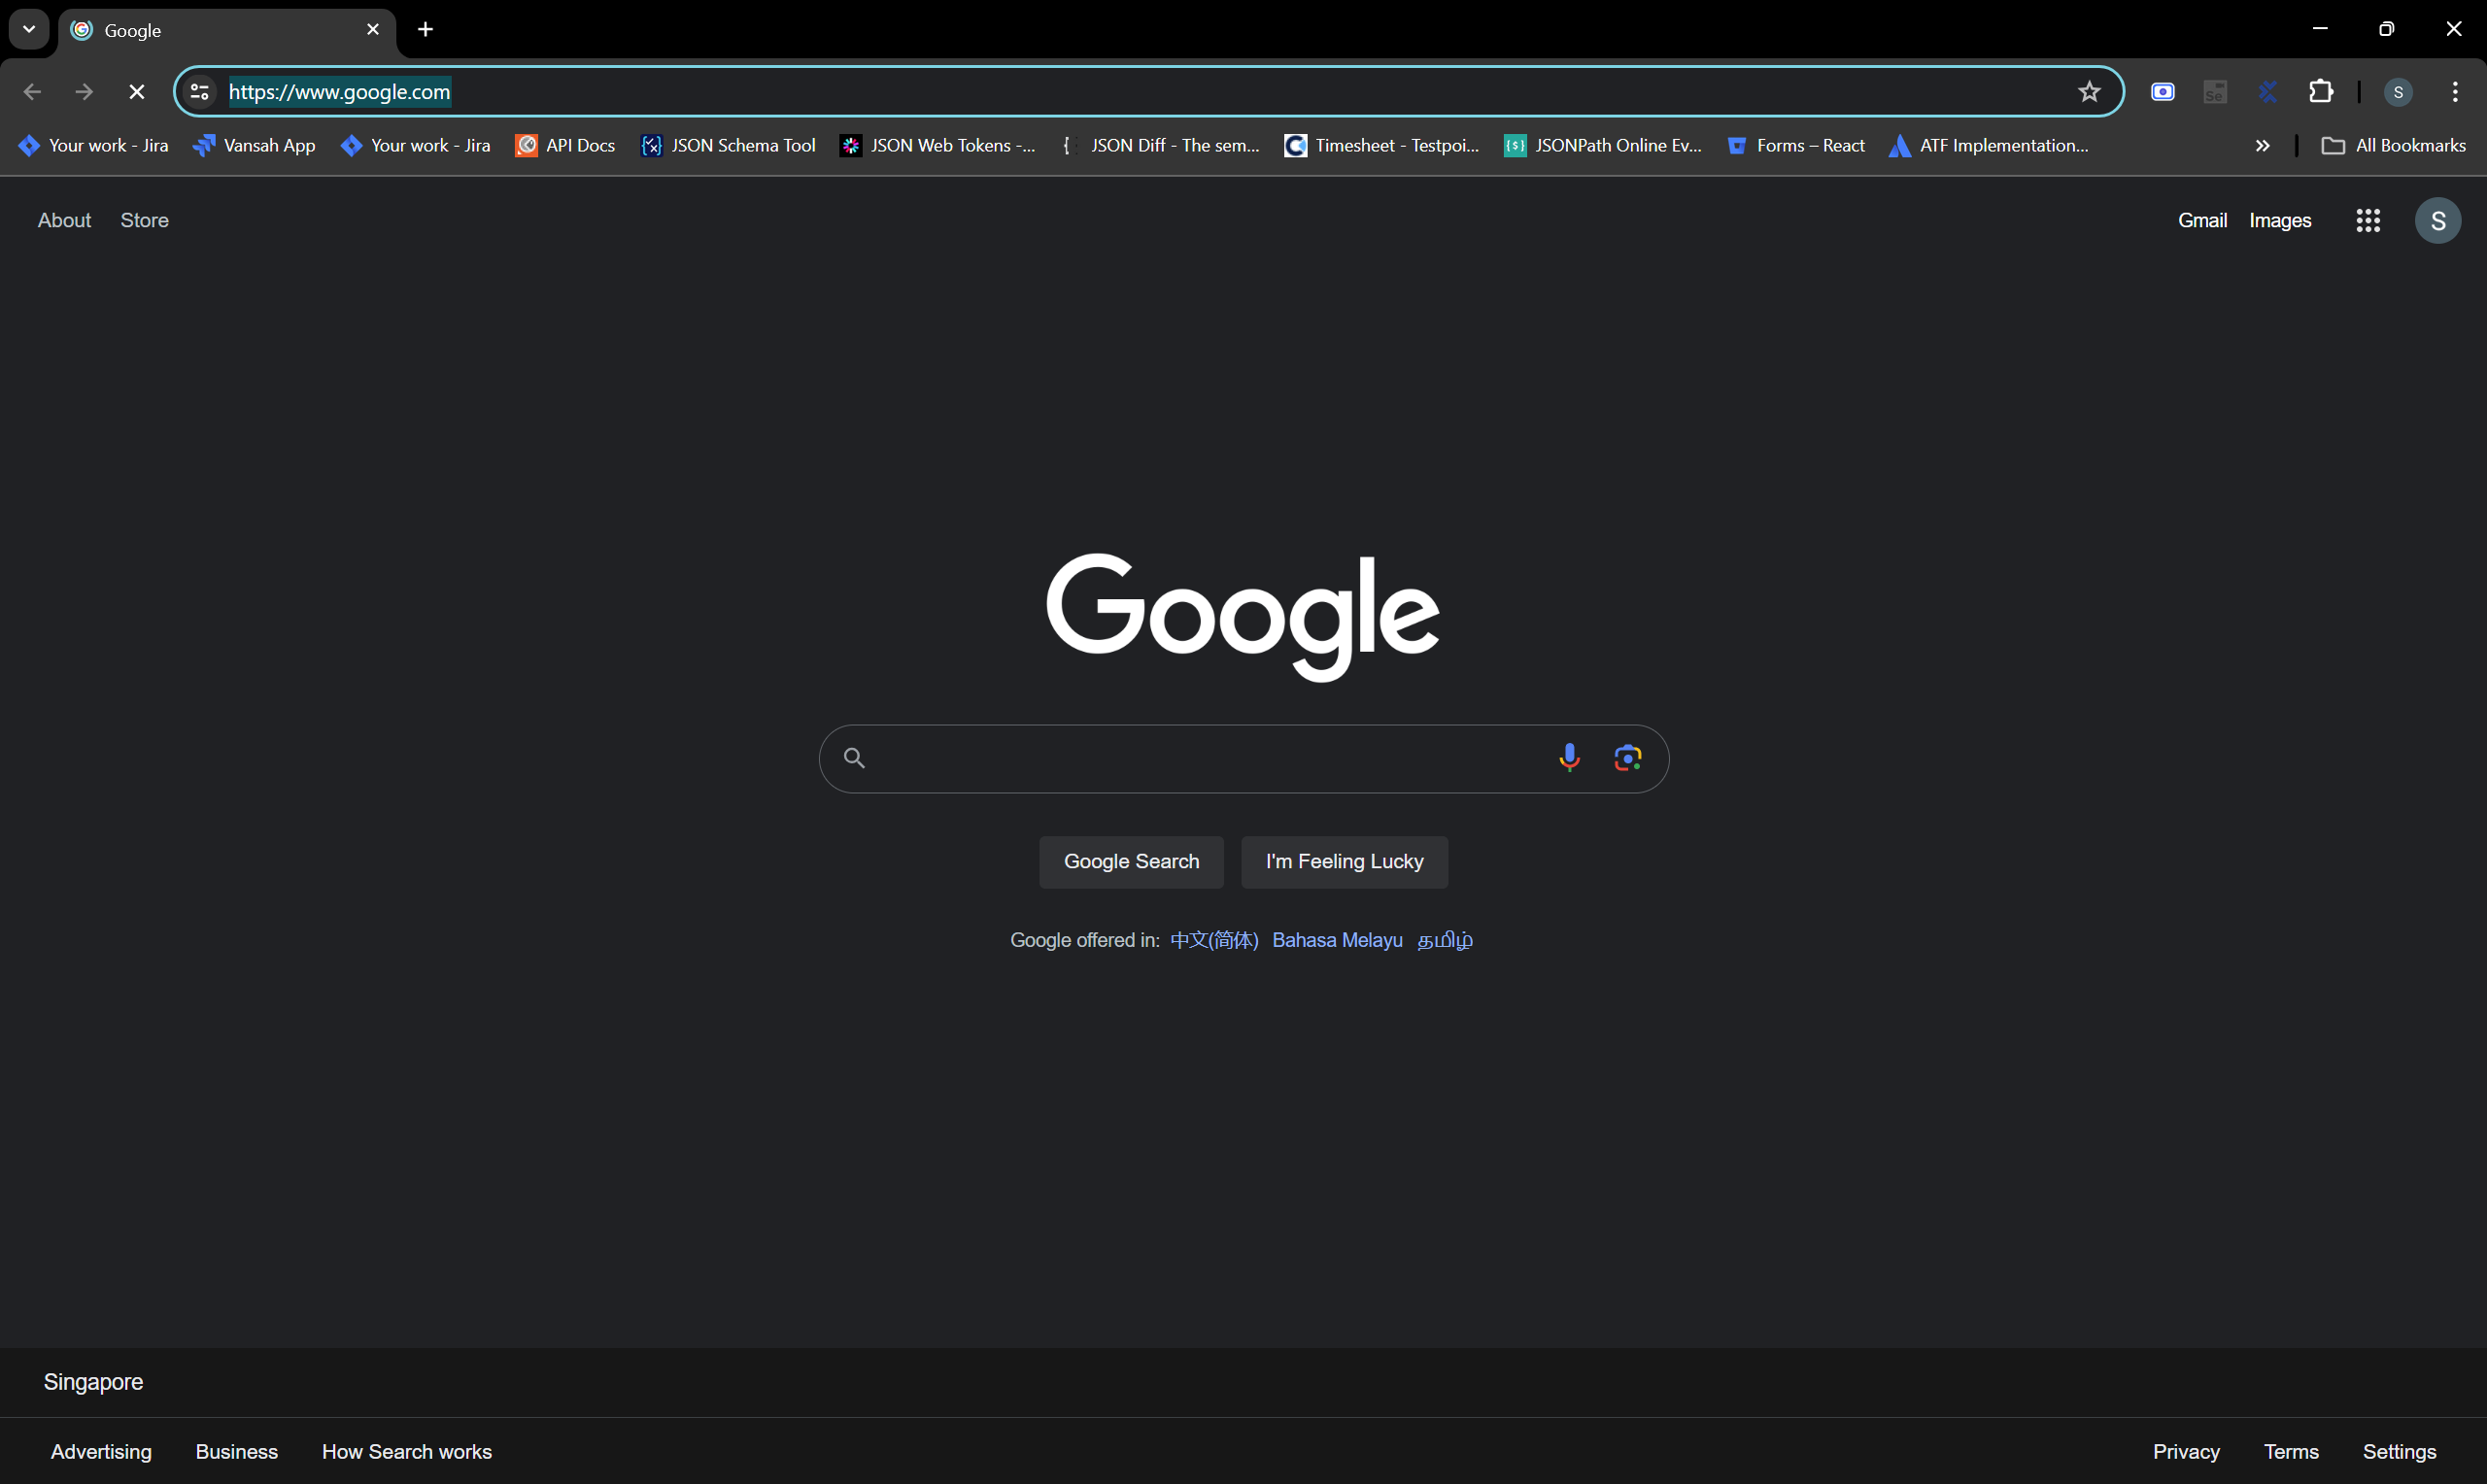 Google
https://www.google.com
S
Your work - Jira
Vansah App
Your work - Jira
API Docs
JSON Schema Tool
JSON Web Tokens -...
JSON Diff - The sem...
Timesheet - Testpoi...
JSONPath Online Ev...
Forms – React
ATF Implementation...
All Bookmarks
About Store
Gmail Images
S
Google
Google Search
I'm Feeling Lucky
Google offered in: 中文(简体) Bahasa Melayu தமிழ்
Singapore
Advertising Business How Search works
Privacy Terms Settings